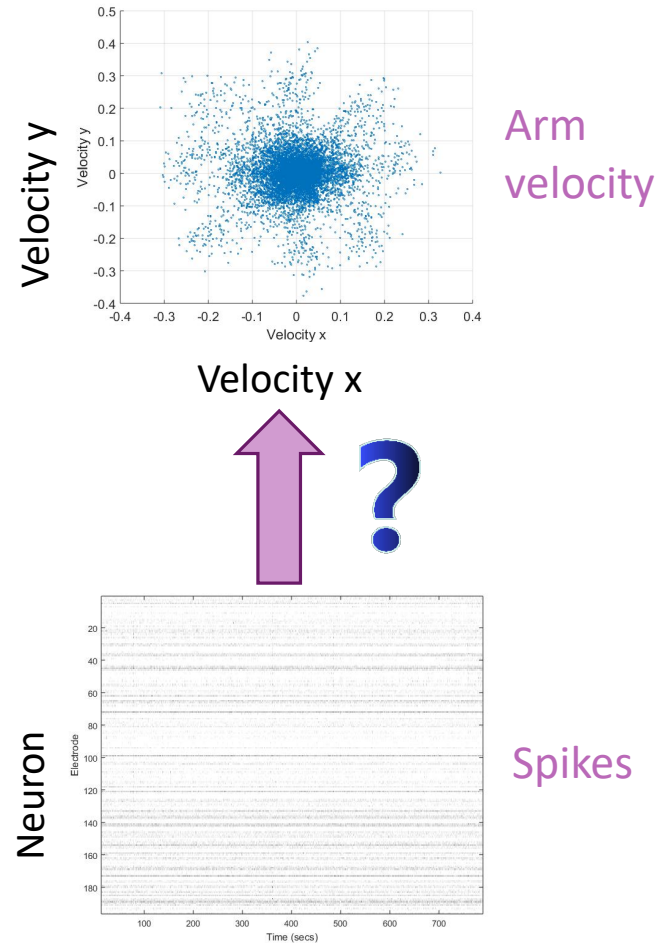 0.5
0.4
0.3
0.2
0.1
0
-0.1
-0.2
-0.3
-0.4
-0.4 -0.3 -0.2 -0.1 0 0.1 0.2 0.3 0.4
Velocity y
Velocity y
Velocity x
Arm
velocity
Velocity x
?
20
40
60
80
100
120
140
160
180
Neuron
Electrode
100 200 300 400 500 600 700
Time (secs)
Spikes